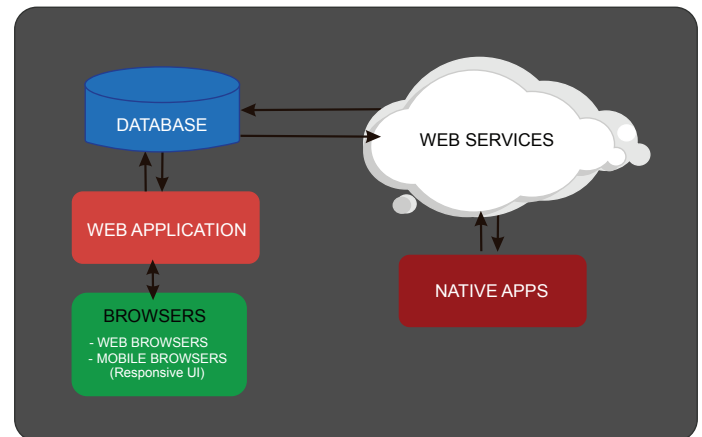 DATABASE
WEB SERVICES
WEB APPLICATION
NATIVE APPS
BROWSERS
- WEB BROWSERS
- MOBILE BROWSERS
(Responsive UI)